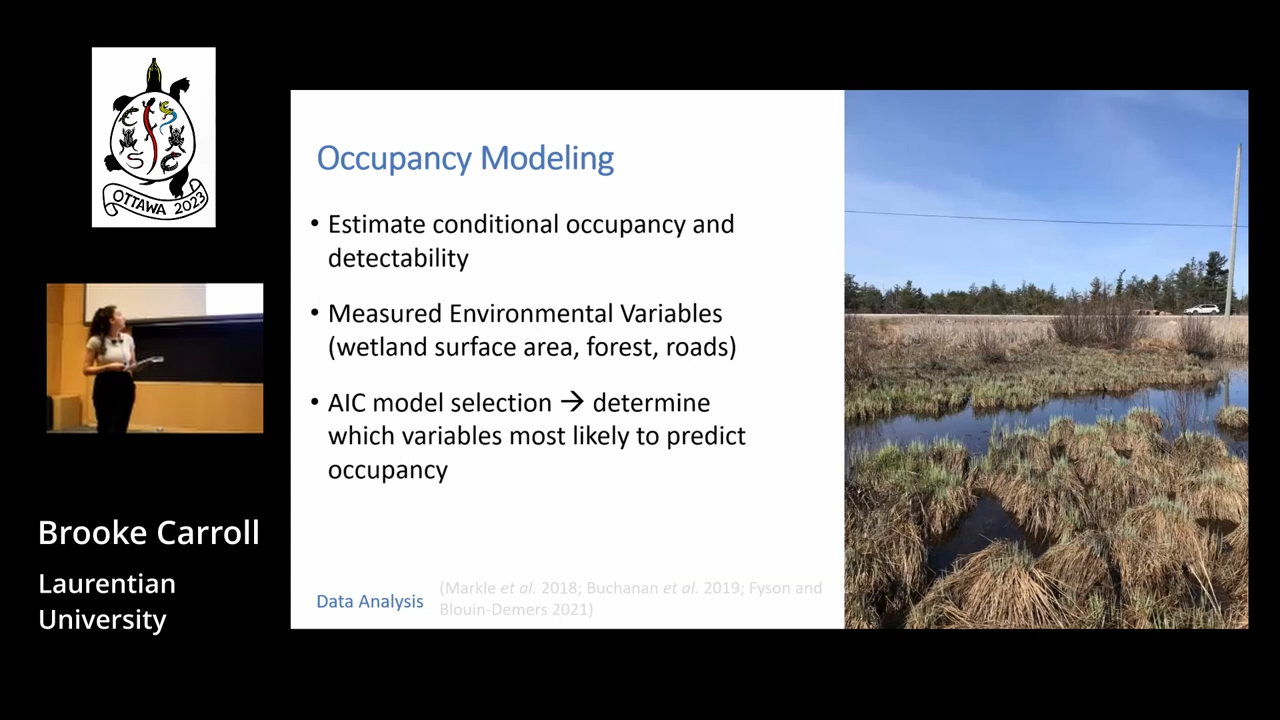 C S S C
OTTAWA 2023
Brooke Carroll
Laurentian
University
Occupancy Modeling
• Estimate conditional occupancy and
detectability
• Measured Environmental Variables
(wetland surface area, forest, roads)
• AIC model selection → determine
which variables most likely to predict
occupancy
Data Analysis
(Markle et al. 2018; Buchanan et al. 2019; Fyson and
Blouin-Demers 2021)